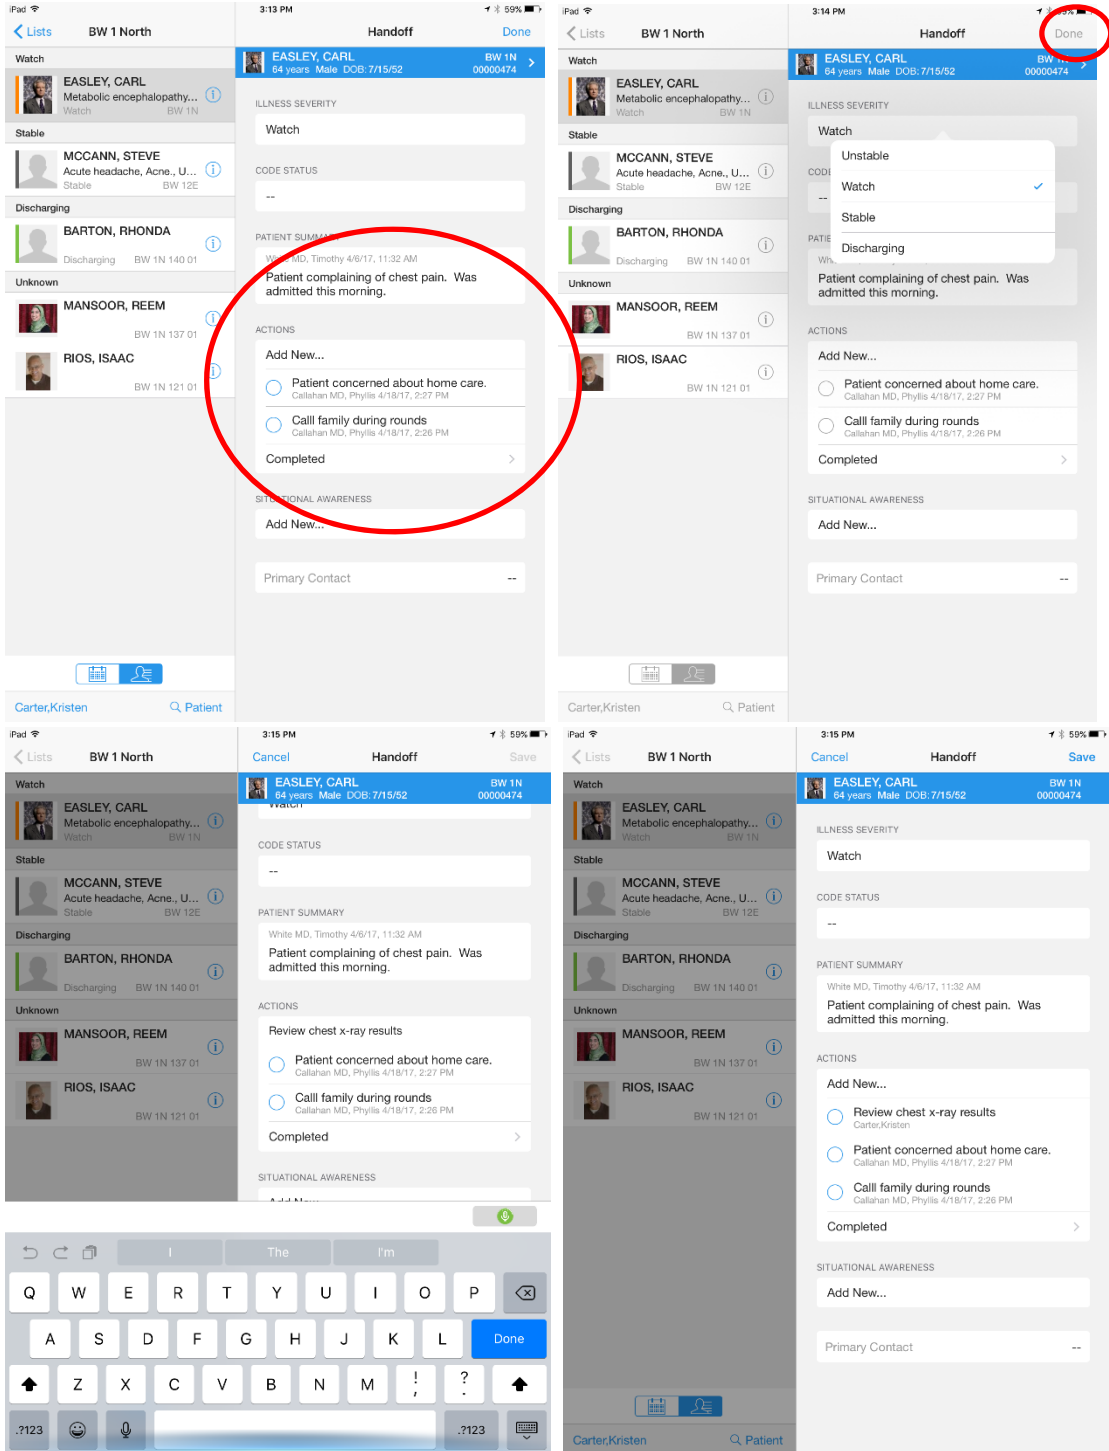 iPad 3:13 PM 59%
Lists BW 1 North Handoff Done
Watch
EASLEY, CARL
Metabolic encephalopathy...
Watch BW 1N
Stable
MCCANN, STEVE
Acute headache, Acne., U...
Stable BW 12E
Discharging
BARTON, RHONDA
Discharging BW 1N 140 01
Unknown
MANSOOR, REEM
BW 1N 137 01
RIOS, ISAAC
BW 1N 121 01
Carter,Kristen Patient
EASLEY, CARL BW 1N
64 years Male DOB:7/15/52 00000474
ILLNESS SEVERITY
Watch
CODE STATUS
--
PATIENT SUMMARY
White MD, Timothy 4/6/17, 11:32 AM
Patient complaining of chest pain. Was
admitted this morning.
ACTIONS
Add New...
Patient concerned about home care.
Callahan MD, Phyllis 4/18/17, 2:27 PM
Calll family during rounds
Callahan MD, Phyllis 4/18/17, 2:26 PM
Completed
SITUATIONAL AWARENESS
Add New...
Primary Contact --
iPad 3:14 PM 59%
Lists BW 1 North Handoff Done
Watch
EASLEY, CARL
Metabolic encephalopathy...
Watch BW 1N
Stable
MCCANN, STEVE
Acute headache, Acne., U...
Stable BW 12E
Discharging
BARTON, RHONDA
Discharging BW 1N 140 01
Unknown
MANSOOR, REEM
BW 1N 137 01
RIOS, ISAAC
BW 1N 121 01
Carter,Kristen Patient
EASLEY, CARL BW 1N
64 years Male DOB:7/15/52 00000474
ILLNESS SEVERITY
Watch
Unstable
Watch
Stable
Discharging
CODE
--
PATIE
Patient complaining of chest pain. Was
admitted this morning.
ACTIONS
Add New...
Patient concerned about home care.
Callahan MD, Phyllis 4/18/17, 2:27 PM
Calll family during rounds
Callahan MD, Phyllis 4/18/17, 2:26 PM
Completed
SITUATIONAL AWARENESS
Add New...
Primary Contact --
iPad 3:15 PM 59%
Lists BW 1 North Cancel Handoff Save
Watch
EASLEY, CARL
Metabolic encephalopathy...
Watch BW 1N
Stable
MCCANN, STEVE
Acute headache, Acne., U...
Stable BW 12E
Discharging
BARTON, RHONDA
Discharging BW 1N 140 01
Unknown
MANSOOR, REEM
BW 1N 137 01
RIOS, ISAAC
BW 1N 121 01
EASLEY, CARL BW 1N
64 years Male DOB:7/15/52 00000474
Watch
CODE STATUS
--
PATIENT SUMMARY
White MD, Timothy 4/6/17, 11:32 AM
Patient complaining of chest pain. Was
admitted this morning.
ACTIONS
Review chest x-ray results
Patient concerned about home care.
Callahan MD, Phyllis 4/18/17, 2:27 PM
Calll family during rounds
Callahan MD, Phyllis 4/18/17, 2:26 PM
Completed
SITUATIONAL AWARENESS
Add New
I The I'm
Q W E R T Y U I O P
A S D F G H J K L Done
Z X C V B N M ! , ? .
.?123 .?123
iPad 3:15 PM 59%
Lists BW 1 North Cancel Handoff Save
Watch
EASLEY, CARL
Metabolic encephalopathy...
Watch BW 1N
Stable
MCCANN, STEVE
Acute headache, Acne., U...
Stable BW 12E
Discharging
BARTON, RHONDA
Discharging BW 1N 140 01
Unknown
MANSOOR, REEM
BW 1N 137 01
RIOS, ISAAC
BW 1N 121 01
Carter,Kristen Patient
EASLEY, CARL BW 1N
64 years Male DOB:7/15/52 00000474
ILLNESS SEVERITY
Watch
CODE STATUS
--
PATIENT SUMMARY
White MD, Timothy 4/6/17, 11:32 AM
Patient complaining of chest pain. Was
admitted this morning.
ACTIONS
Add New...
Review chest x-ray results
Carter,Kristen
Patient concerned about home care.
Callahan MD, Phyllis 4/18/17, 2:27 PM
Calll family during rounds
Callahan MD, Phyllis 4/18/17, 2:26 PM
Completed
SITUATIONAL AWARENESS
Add New...
Primary Contact --